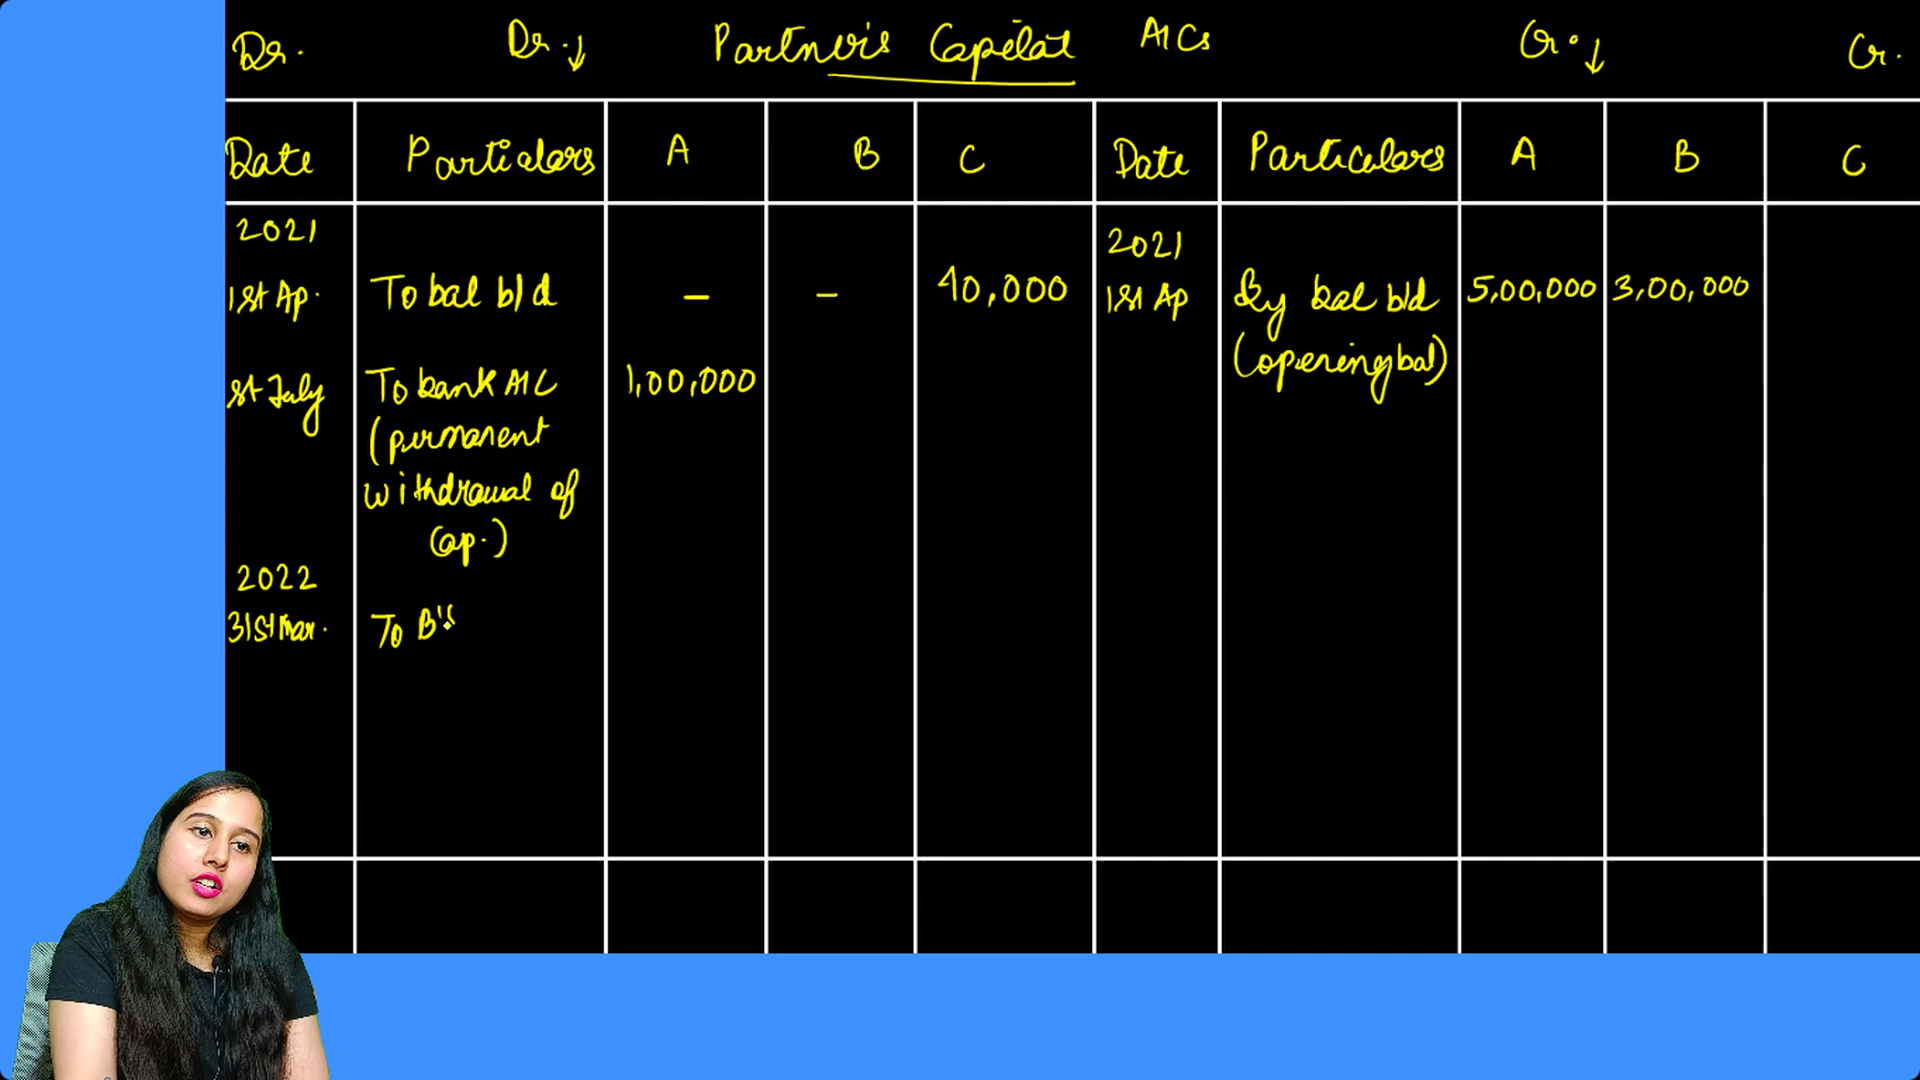 Dr. Dr.↓ Partner's Capital A/Cs Cr.↓ Cr.
Date Particulars A B C Date Particulars A B C
2021 2021
1st Ap. To bal b/d - - 40,000 1st Ap By bal b/d 5,00,000 3,00,000
(opening bal)
1st July To bank A/C 1,00,000
(permanent
withdrawal of
Cap.)
2022
31st Mar. To B's